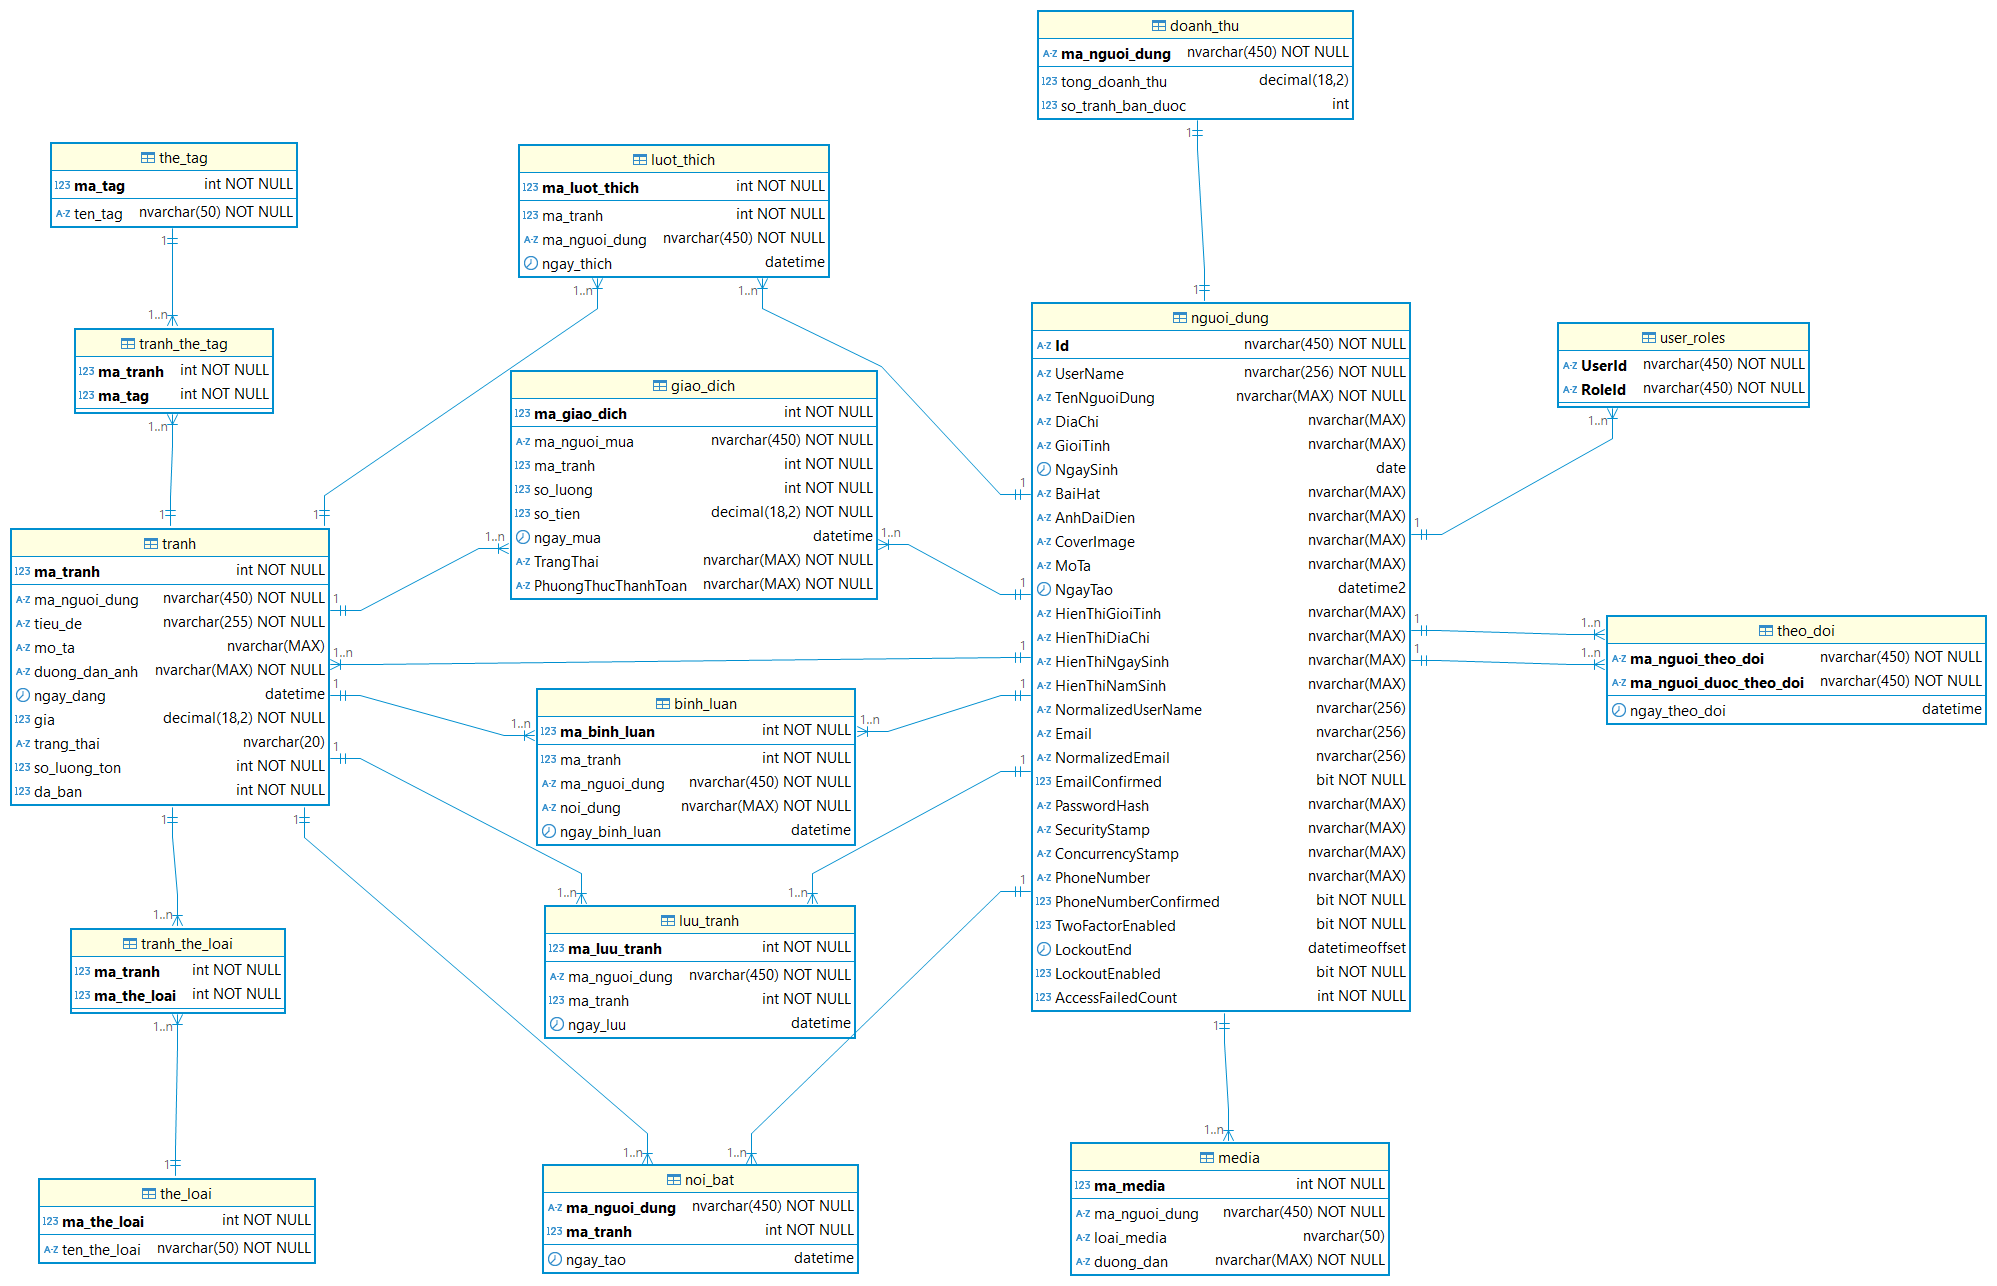 doanh_thu
ma_nguoi_dung nvarchar(450) NOT NULL
tong_doanh_thu decimal(18,2)
so_tranh_ban_duoc int
the_tag
ma_tag int NOT NULL
ten_tag nvarchar(50) NOT NULL
luot_thich
ma_luot_thich int NOT NULL
ma_tranh int NOT NULL
ma_nguoi_dung nvarchar(450) NOT NULL
ngay_thich datetime
tranh_the_tag
ma_tranh int NOT NULL
ma_tag int NOT NULL
giao_dich
ma_giao_dich int NOT NULL
ma_nguoi_mua nvarchar(450) NOT NULL
ma_tranh int NOT NULL
so_luong int NOT NULL
so_tien decimal(18,2) NOT NULL
ngay_mua datetime
TrangThai nvarchar(MAX) NOT NULL
PhuongThucThanhToan nvarchar(MAX) NOT NULL
nguoi_dung
Id nvarchar(450) NOT NULL
UserName nvarchar(256) NOT NULL
TenNguoiDung nvarchar(MAX) NOT NULL
DiaChi nvarchar(MAX)
GioiTinh nvarchar(MAX)
NgaySinh date
BaiHat nvarchar(MAX)
AnhDaiDien nvarchar(MAX)
CoverImage nvarchar(MAX)
MoTa nvarchar(MAX)
NgayTao datetime2
HienThiGioiTinh nvarchar(MAX)
HienThiDiaChi nvarchar(MAX)
HienThiNgaySinh nvarchar(MAX)
HienThiNamSinh nvarchar(MAX)
NormalizedUserName nvarchar(256)
Email nvarchar(256)
NormalizedEmail nvarchar(256)
EmailConfirmed bit NOT NULL
PasswordHash nvarchar(MAX)
SecurityStamp nvarchar(MAX)
ConcurrencyStamp nvarchar(MAX)
PhoneNumber nvarchar(MAX)
PhoneNumberConfirmed bit NOT NULL
TwoFactorEnabled bit NOT NULL
LockoutEnd datetimeoffset
LockoutEnabled bit NOT NULL
AccessFailedCount int NOT NULL
user_roles
UserId nvarchar(450) NOT NULL
RoleId nvarchar(450) NOT NULL
tranh
ma_tranh int NOT NULL
ma_nguoi_dung nvarchar(450) NOT NULL
tieu_de nvarchar(255) NOT NULL
mo_ta nvarchar(MAX)
duong_dan_anh nvarchar(MAX) NOT NULL
ngay_dang datetime
gia decimal(18,2) NOT NULL
trang_thai nvarchar(20)
so_luong_ton int NOT NULL
da_ban int NOT NULL
theo_doi
ma_nguoi_theo_doi nvarchar(450) NOT NULL
ma_nguoi_duoc_theo_doi nvarchar(450) NOT NULL
ngay_theo_doi datetime
binh_luan
ma_binh_luan int NOT NULL
ma_tranh int NOT NULL
ma_nguoi_dung nvarchar(450) NOT NULL
noi_dung nvarchar(MAX) NOT NULL
ngay_binh_luan datetime
luu_tranh
ma_luu_tranh int NOT NULL
ma_nguoi_dung nvarchar(450) NOT NULL
ma_tranh int NOT NULL
ngay_luu datetime
tranh_the_loai
ma_tranh int NOT NULL
ma_the_loai int NOT NULL
the_loai
ma_the_loai int NOT NULL
ten_the_loai nvarchar(50) NOT NULL
noi_bat
ma_nguoi_dung nvarchar(450) NOT NULL
ma_tranh int NOT NULL
ngay_tao datetime
media
ma_media int NOT NULL
ma_nguoi_dung nvarchar(450) NOT NULL
loai_media nvarchar(50)
duong_dan nvarchar(MAX) NOT NULL